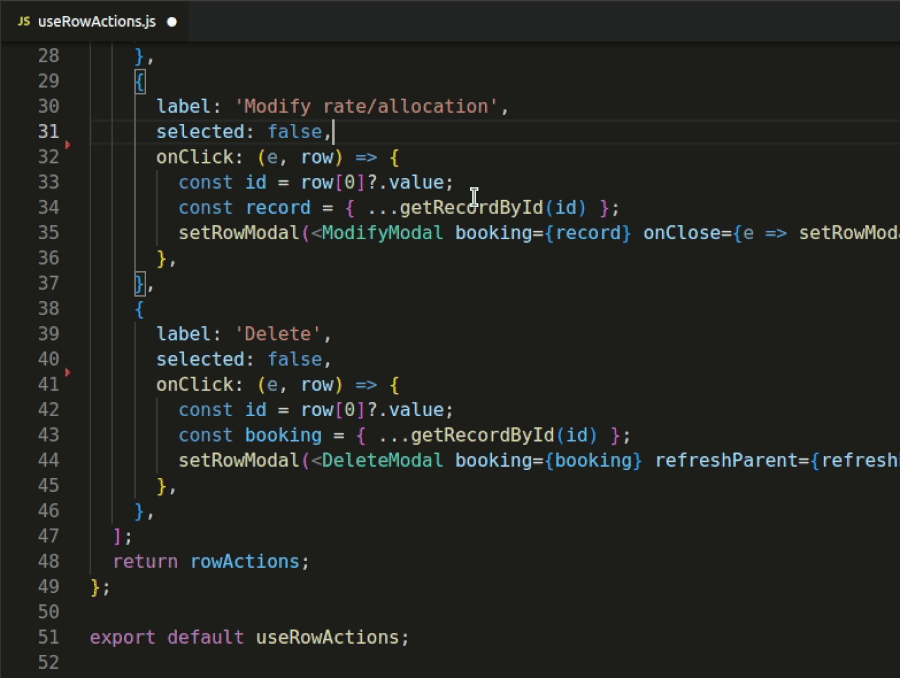 JS useRowActions.js ●
28 },
29 {
30 label: 'Modify rate/allocation',
31 selected: false,
32 onClick: (e, row) => {
33 const id = row[0]?.value;
34 const record = { ...getRecordById(id) };
35 setRowModal(<ModifyModal booking={record} onClose={e => setRowMod
36 },
37 },
38 {
39 label: 'Delete',
40 selected: false,
41 onClick: (e, row) => {
42 const id = row[0]?.value;
43 const booking = { ...getRecordById(id) };
44 setRowModal(<DeleteModal booking={booking} refreshParent={refresh
45 },
46 },
47 ];
48 return rowActions;
49 };
50
51 export default useRowActions;
52